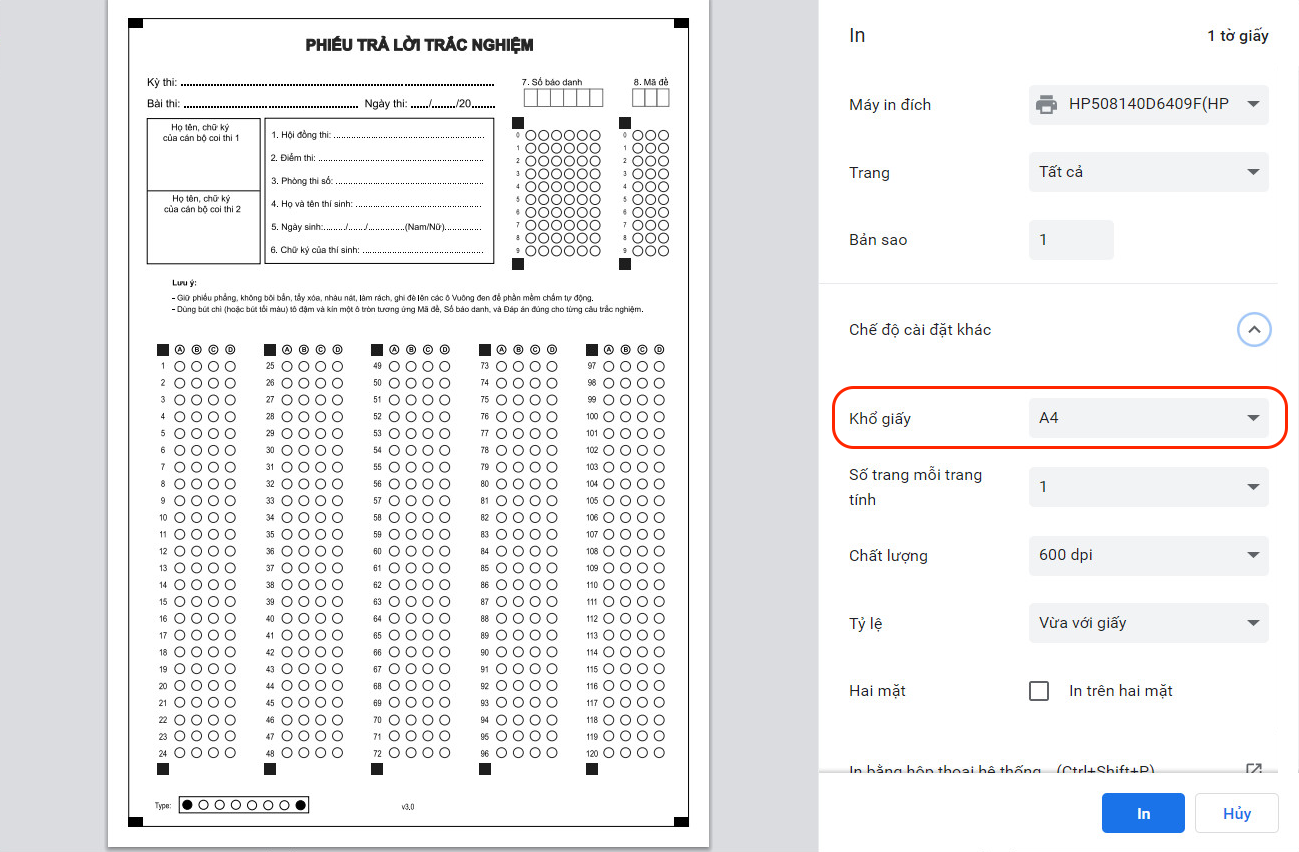 PHIẾU TRẢ LỜI TRẮC NGHIỆM
Kỳ thi: ........................................................
Bài thi: ........................................ Ngày thi: ..../....../20......
7. Số báo danh
8. Mã đề
Họ tên, chữ ký
của cán bộ coi thi 1
Họ tên, chữ ký
của cán bộ coi thi 2
1. Hội đồng thi: ........................................
2. Điểm thi: ........................................
3. Phòng thi số: ........................................
4. Họ và tên thí sinh: ........................................
5. Ngày sinh:......../....../.............(Nam/Nữ).............
6. Chữ ký của thí sinh: ........................................
0 0
1 1
2 2
3 3
4 4
5 5
6 6
7 7
8 8
9 9
Lưu ý:
- Giữ phiếu phẳng, không bôi bẩn, tẩy xóa, nhàu nát, làm rách, ghi đè lên các ô Vuông đen để phần mềm chấm tự động.
- Dùng bút chì (hoặc bút tối màu) tô đậm và kín một ô tròn tương ứng Mã đề, Số báo danh, và Đáp án đúng cho từng câu trắc nghiệm.
A B C D A B C D A B C D A B C D A B C D
1 25 49 73 97
2 26 50 74 98
3 27 51 75 99
4 28 52 76 100
5 29 53 77 101
6 30 54 78 102
7 31 55 79 103
8 32 56 80 104
9 33 57 81 105
10 34 58 82 106
11 35 59 83 107
12 36 60 84 108
13 37 61 85 109
14 38 62 86 110
15 39 63 87 111
16 40 64 88 112
17 41 65 89 113
18 42 66 90 114
19 43 67 91 115
20 44 68 92 116
21 45 69 93 117
22 46 70 94 118
23 47 71 95 119
24 48 72 96 120
Type:
v3.0
In
1 tờ giấy
Máy in đích
HP508140D6409F(HP
Trang
Tất cả
Bản sao
1
Chế độ cài đặt khác
Khổ giấy
A4
Số trang mỗi trang
tính
1
Chất lượng
600 dpi
Tỷ lệ
Vừa với giấy
Hai mặt
In trên hai mặt
In bằng hộp thoại hệ thống... (Ctrl+Shift+P)
In
Hủy